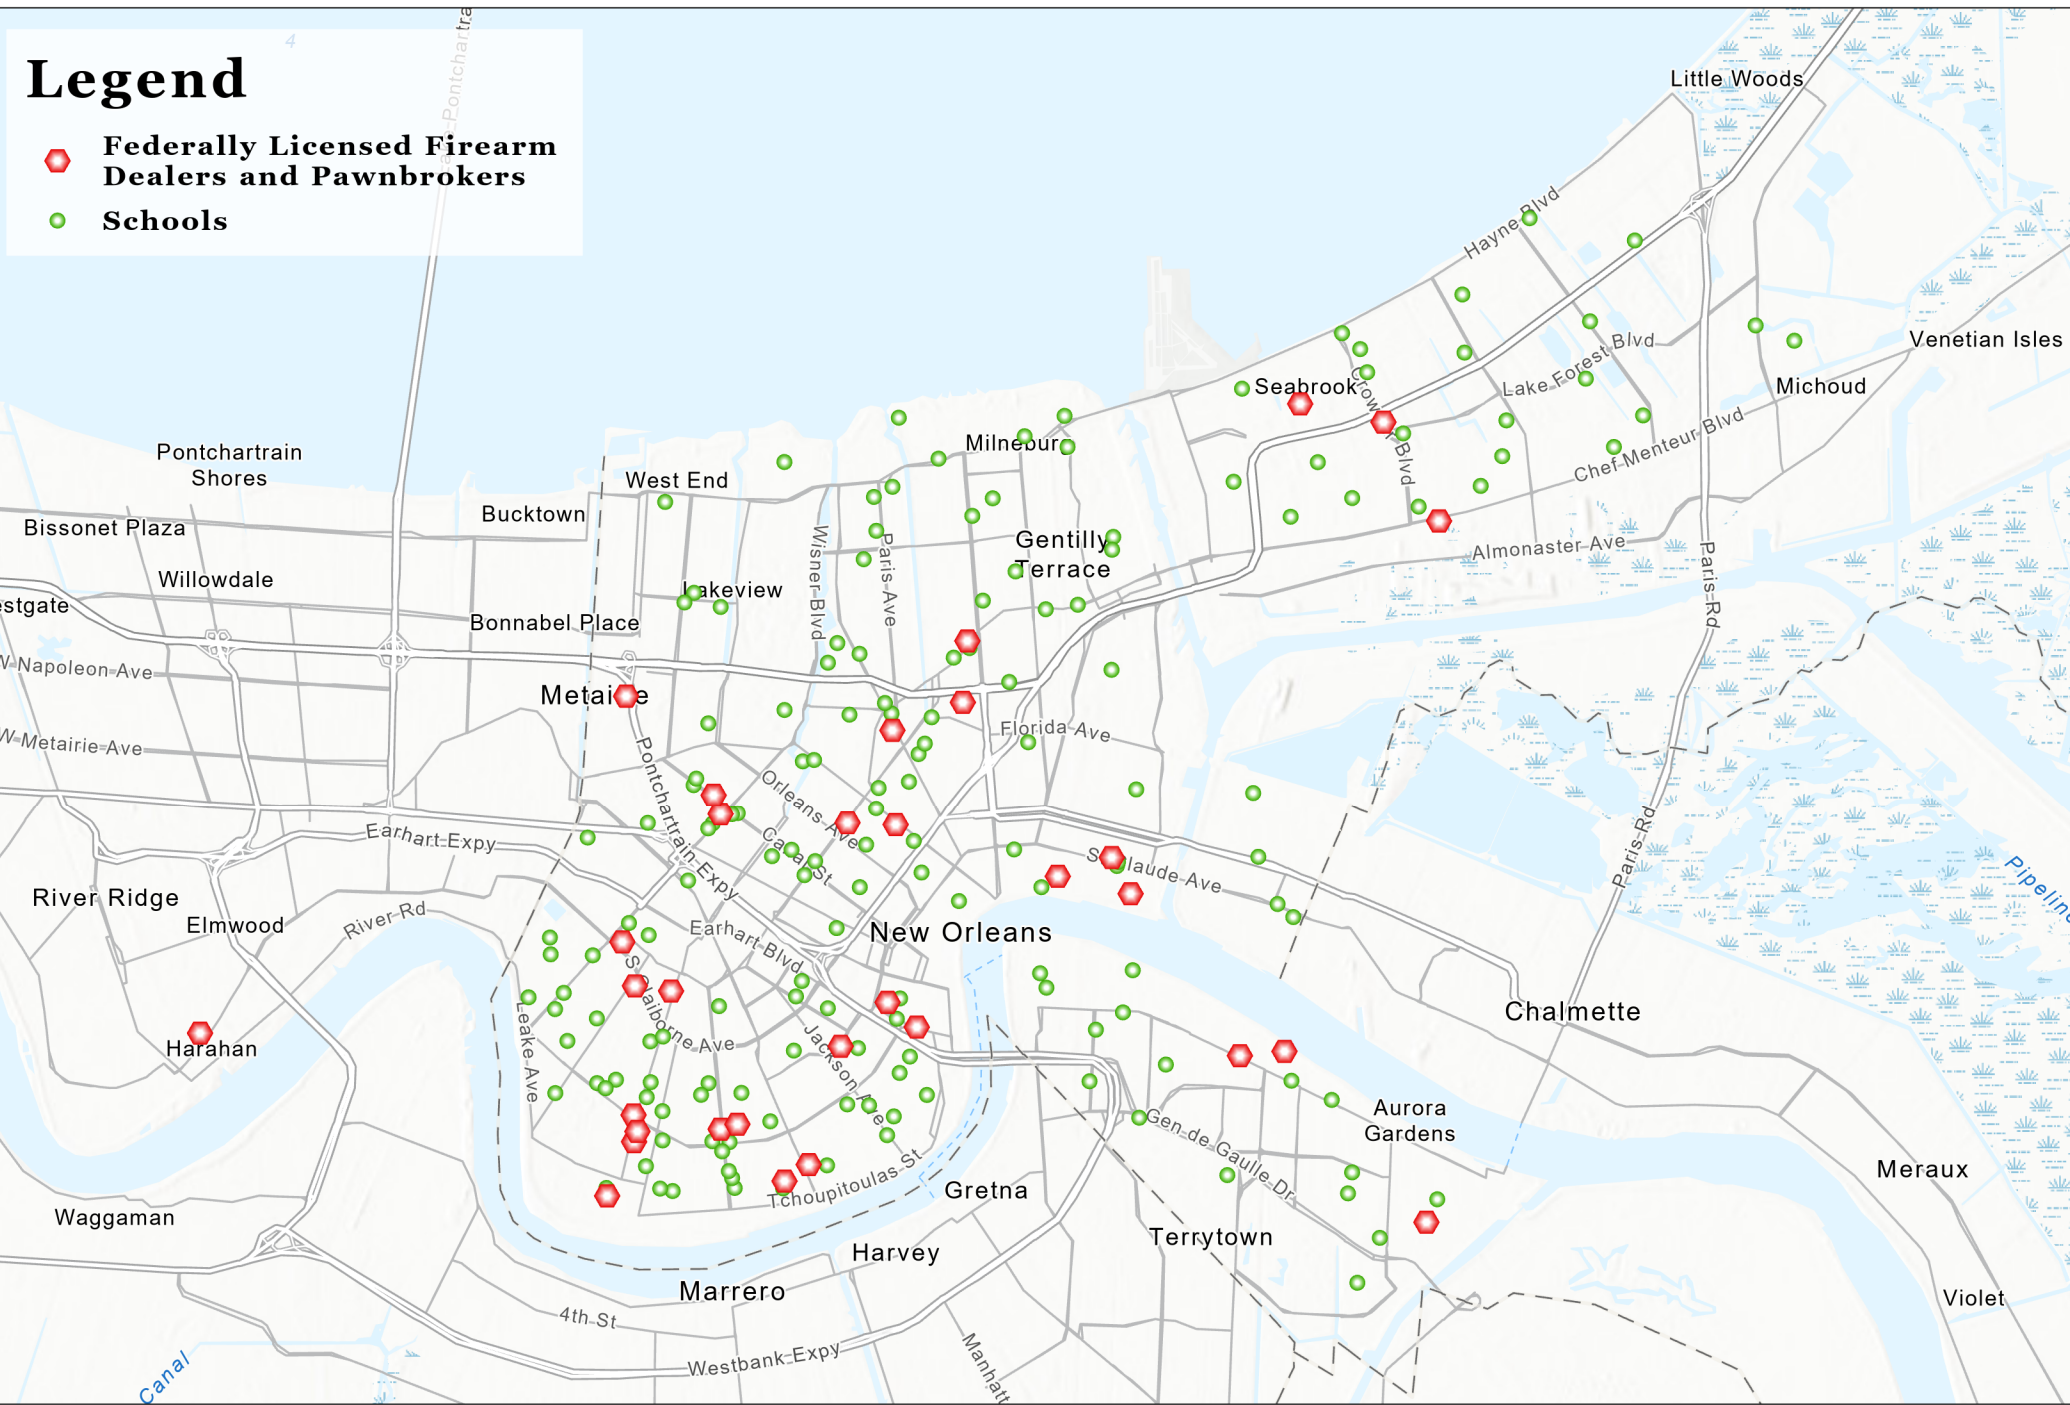 4
Legend
Federally Licensed Firearm
Dealers and Pawnbrokers
Schools
Little Woods
Hayne Blvd
Venetian Isles
Lake Forest Blvd
Seabrook
Michoud
Crowder Blvd
Chef Menteur Blvd
Milneburg
Pontchartrain
Shores
West End
Bucktown
Bissonet Plaza
Wisner Blvd
Paris Ave
Gentilly
Terrace
Almonaster Ave
Paris Rd
Willowdale
Lakeview
Bonnabel Place
W Napoleon Ave
Metairie
Florida Ave
W Metairie Ave
Pontchartrain Expy
Orleans Ave
Canal St
Earhart Expy
S Claude Ave
Paris Rd
Pipeline
River Ridge
Elmwood
River Rd
Earhart Blvd
New Orleans
S Claiborne Ave
Leake Ave
Chalmette
Harahan
Jackson Ave
Aurora
Gardens
Gen de Gaulle Dr
Meraux
Tchoupitoulas St
Gretna
Waggaman
Terrytown
Harvey
Marrero
Violet
4th St
Westbank Expy
Canal